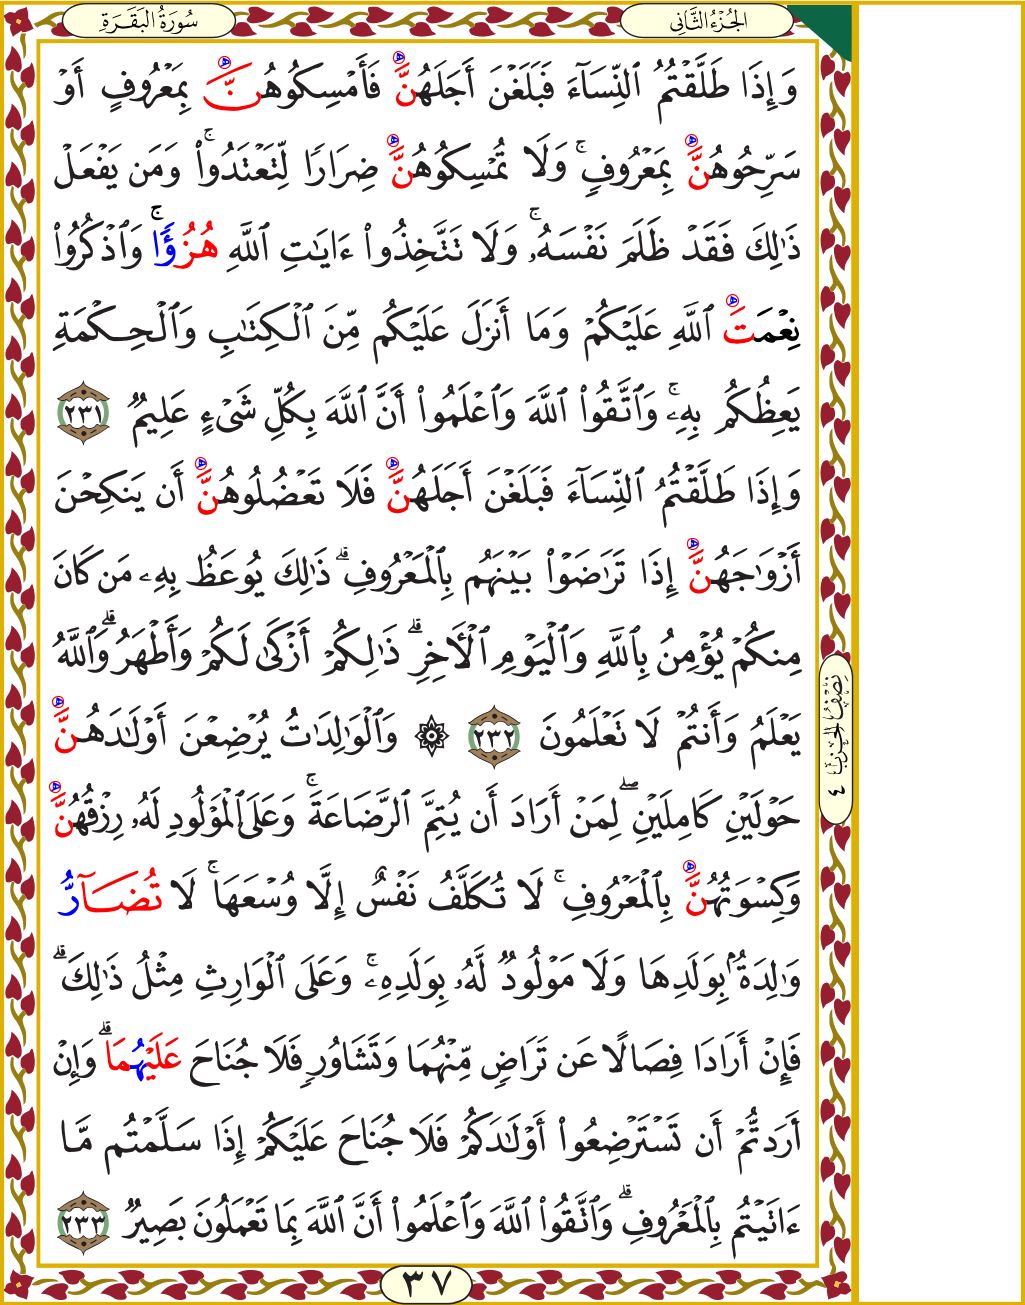 الجُزْءُ الثَّانِي
سُورَةُ البَقَرَةِ
وَإِذَا طَلَّقۡتُمُ ٱلنِّسَآءَ فَبَلَغۡنَ أَجَلَهُنَّ فَأَمۡسِكُوهُنَّ بِمَعۡرُوفٍ أَوۡ
سَرِّحُوهُنَّ بِمَعۡرُوفٖۚ وَلَا تُمۡسِكُوهُنَّ ضِرَارٗا لِّتَعۡتَدُواْۚ وَمَن يَفۡعَلۡ
ذَٰلِكَ فَقَدۡ ظَلَمَ نَفۡسَهُۥۚ وَلَا تَتَّخِذُوٓاْ ءَايَٰتِ ٱللَّهِ هُزُؤٗاۚ وَٱذۡكُرُواْ
نِعۡمَتَ ٱللَّهِ عَلَيۡكُمۡ وَمَآ أَنزَلَ عَلَيۡكُم مِّنَ ٱلۡكِتَٰبِ وَٱلۡحِكۡمَةِ
يَعِظُكُم بِهِۦۚ وَٱتَّقُواْ ٱللَّهَ وَٱعۡلَمُوٓاْ أَنَّ ٱللَّهَ بِكُلِّ شَيۡءٍ عَلِيمٞ ٢٣١
وَإِذَا طَلَّقۡتُمُ ٱلنِّسَآءَ فَبَلَغۡنَ أَجَلَهُنَّ فَلَا تَعۡضُلُوهُنَّ أَن يَنكِحۡنَ
أَزۡوَٰجَهُنَّ إِذَا تَرَٰضَوۡاْ بَيۡنَهُم بِٱلۡمَعۡرُوفِۗ ذَٰلِكَ يُوعَظُ بِهِۦ مَن كَانَ
مِنكُمۡ يُؤۡمِنُ بِٱللَّهِ وَٱلۡيَوۡمِ ٱلۡأٓخِرِۗ ذَٰلِكُمۡ أَزۡكَىٰ لَكُمۡ وَأَطۡهَرُۗ وَٱللَّهُ
يَعۡلَمُ وَأَنتُمۡ لَا تَعۡلَمُونَ ٢٣٢ ۞ وَٱلۡوَٰلِدَٰتُ يُرۡضِعۡنَ أَوۡلَٰدَهُنَّ
حَوۡلَيۡنِ كَامِلَيۡنِۖ لِمَنۡ أَرَادَ أَن يُتِمَّ ٱلرَّضَاعَةَۚ وَعَلَى ٱلۡمَوۡلُودِ لَهُۥ رِزۡقُهُنَّ
وَكِسۡوَتُهُنَّ بِٱلۡمَعۡرُوفِۚ لَا تُكَلَّفُ نَفۡسٌ إِلَّا وُسۡعَهَاۚ لَا تُضَآرُّ
وَٰلِدَةُۢ بِوَلَدِهَا وَلَا مَوۡلُودٞ لَّهُۥ بِوَلَدِهِۦۚ وَعَلَى ٱلۡوَارِثِ مِثۡلُ ذَٰلِكَۗ
فَإِنۡ أَرَادَا فِصَالًا عَن تَرَاضٖ مِّنۡهُمَا وَتَشَاوُرٖ فَلَا جُنَاحَ عَلَيۡهُمَاۗ وَإِنۡ
أَرَدتُّمۡ أَن تَسۡتَرۡضِعُوٓاْ أَوۡلَٰدَكُمۡ فَلَا جُنَاحَ عَلَيۡكُمۡ إِذَا سَلَّمۡتُم مَّآ
ءَاتَيۡتُم بِٱلۡمَعۡرُوفِۗ وَٱتَّقُواْ ٱللَّهَ وَٱعۡلَمُوٓاْ أَنَّ ٱللَّهَ بِمَا تَعۡمَلُونَ بَصِيرٞ ٢٣٣
نِصْفُ الحِزْبِ ٤
٣٧